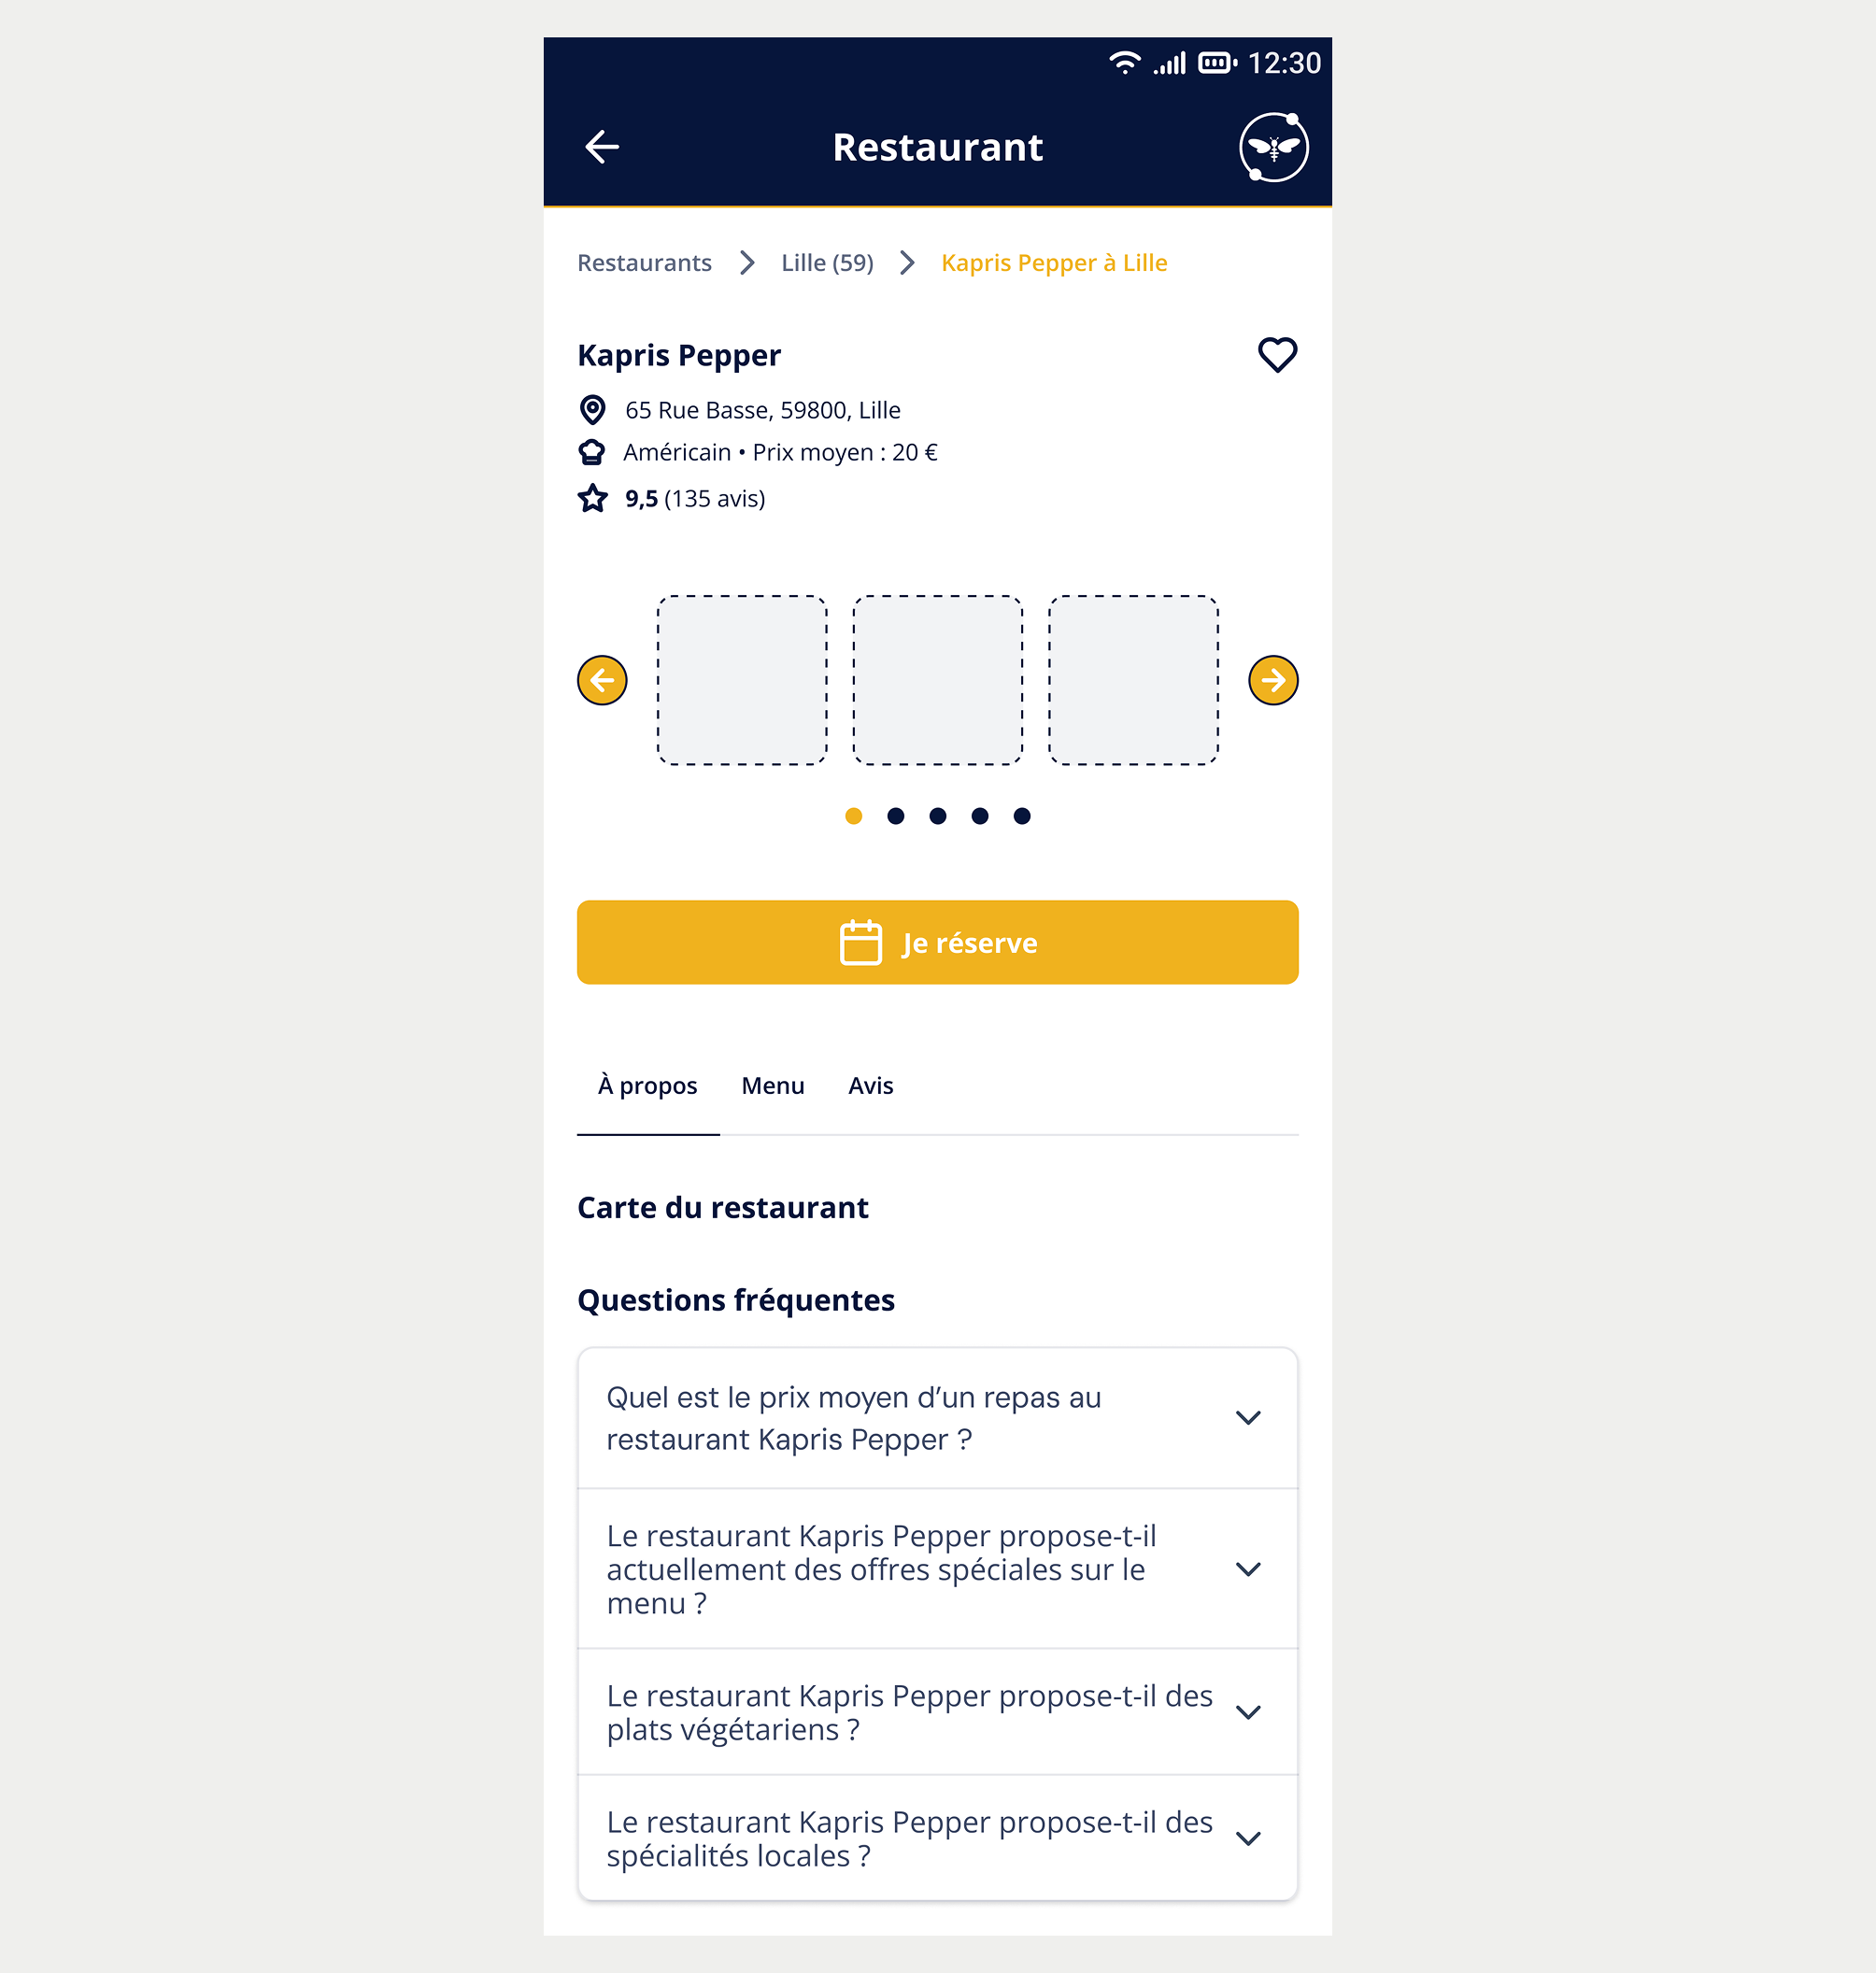 12:30
Restaurant
Restaurants > Lille (59) > Kapris Pepper à Lille
Kapris Pepper
65 Rue Basse, 59800, Lille
Américain • Prix moyen : 20 €
9,5 (135 avis)
Je réserve
À propos Menu Avis
Carte du restaurant
Questions fréquentes
Quel est le prix moyen d’un repas au
restaurant Kapris Pepper ?
Le restaurant Kapris Pepper propose-t-il
actuellement des offres spéciales sur le
menu ?
Le restaurant Kapris Pepper propose-t-il des
plats végétariens ?
Le restaurant Kapris Pepper propose-t-il des
spécialités locales ?